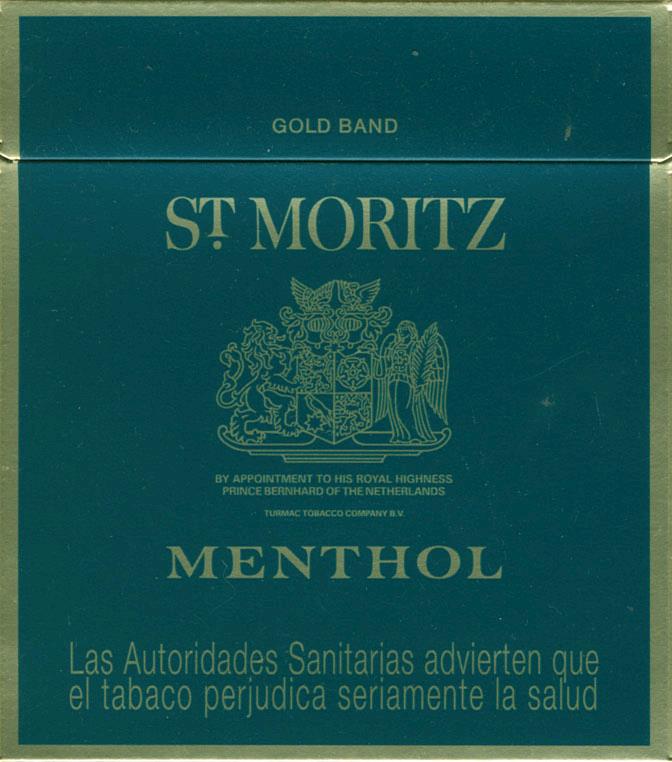 GOLD BAND
ST. MORITZ
BY APPOINTMENT TO HIS ROYAL HIGHNESS
PRINCE BERNHARD OF THE NETHERLANDS
TURMAC TOBACCO COMPANY B.V.
MENTHOL
Las Autoridades Sanitarias advierten que
el tabaco perjudica seriamente la salud